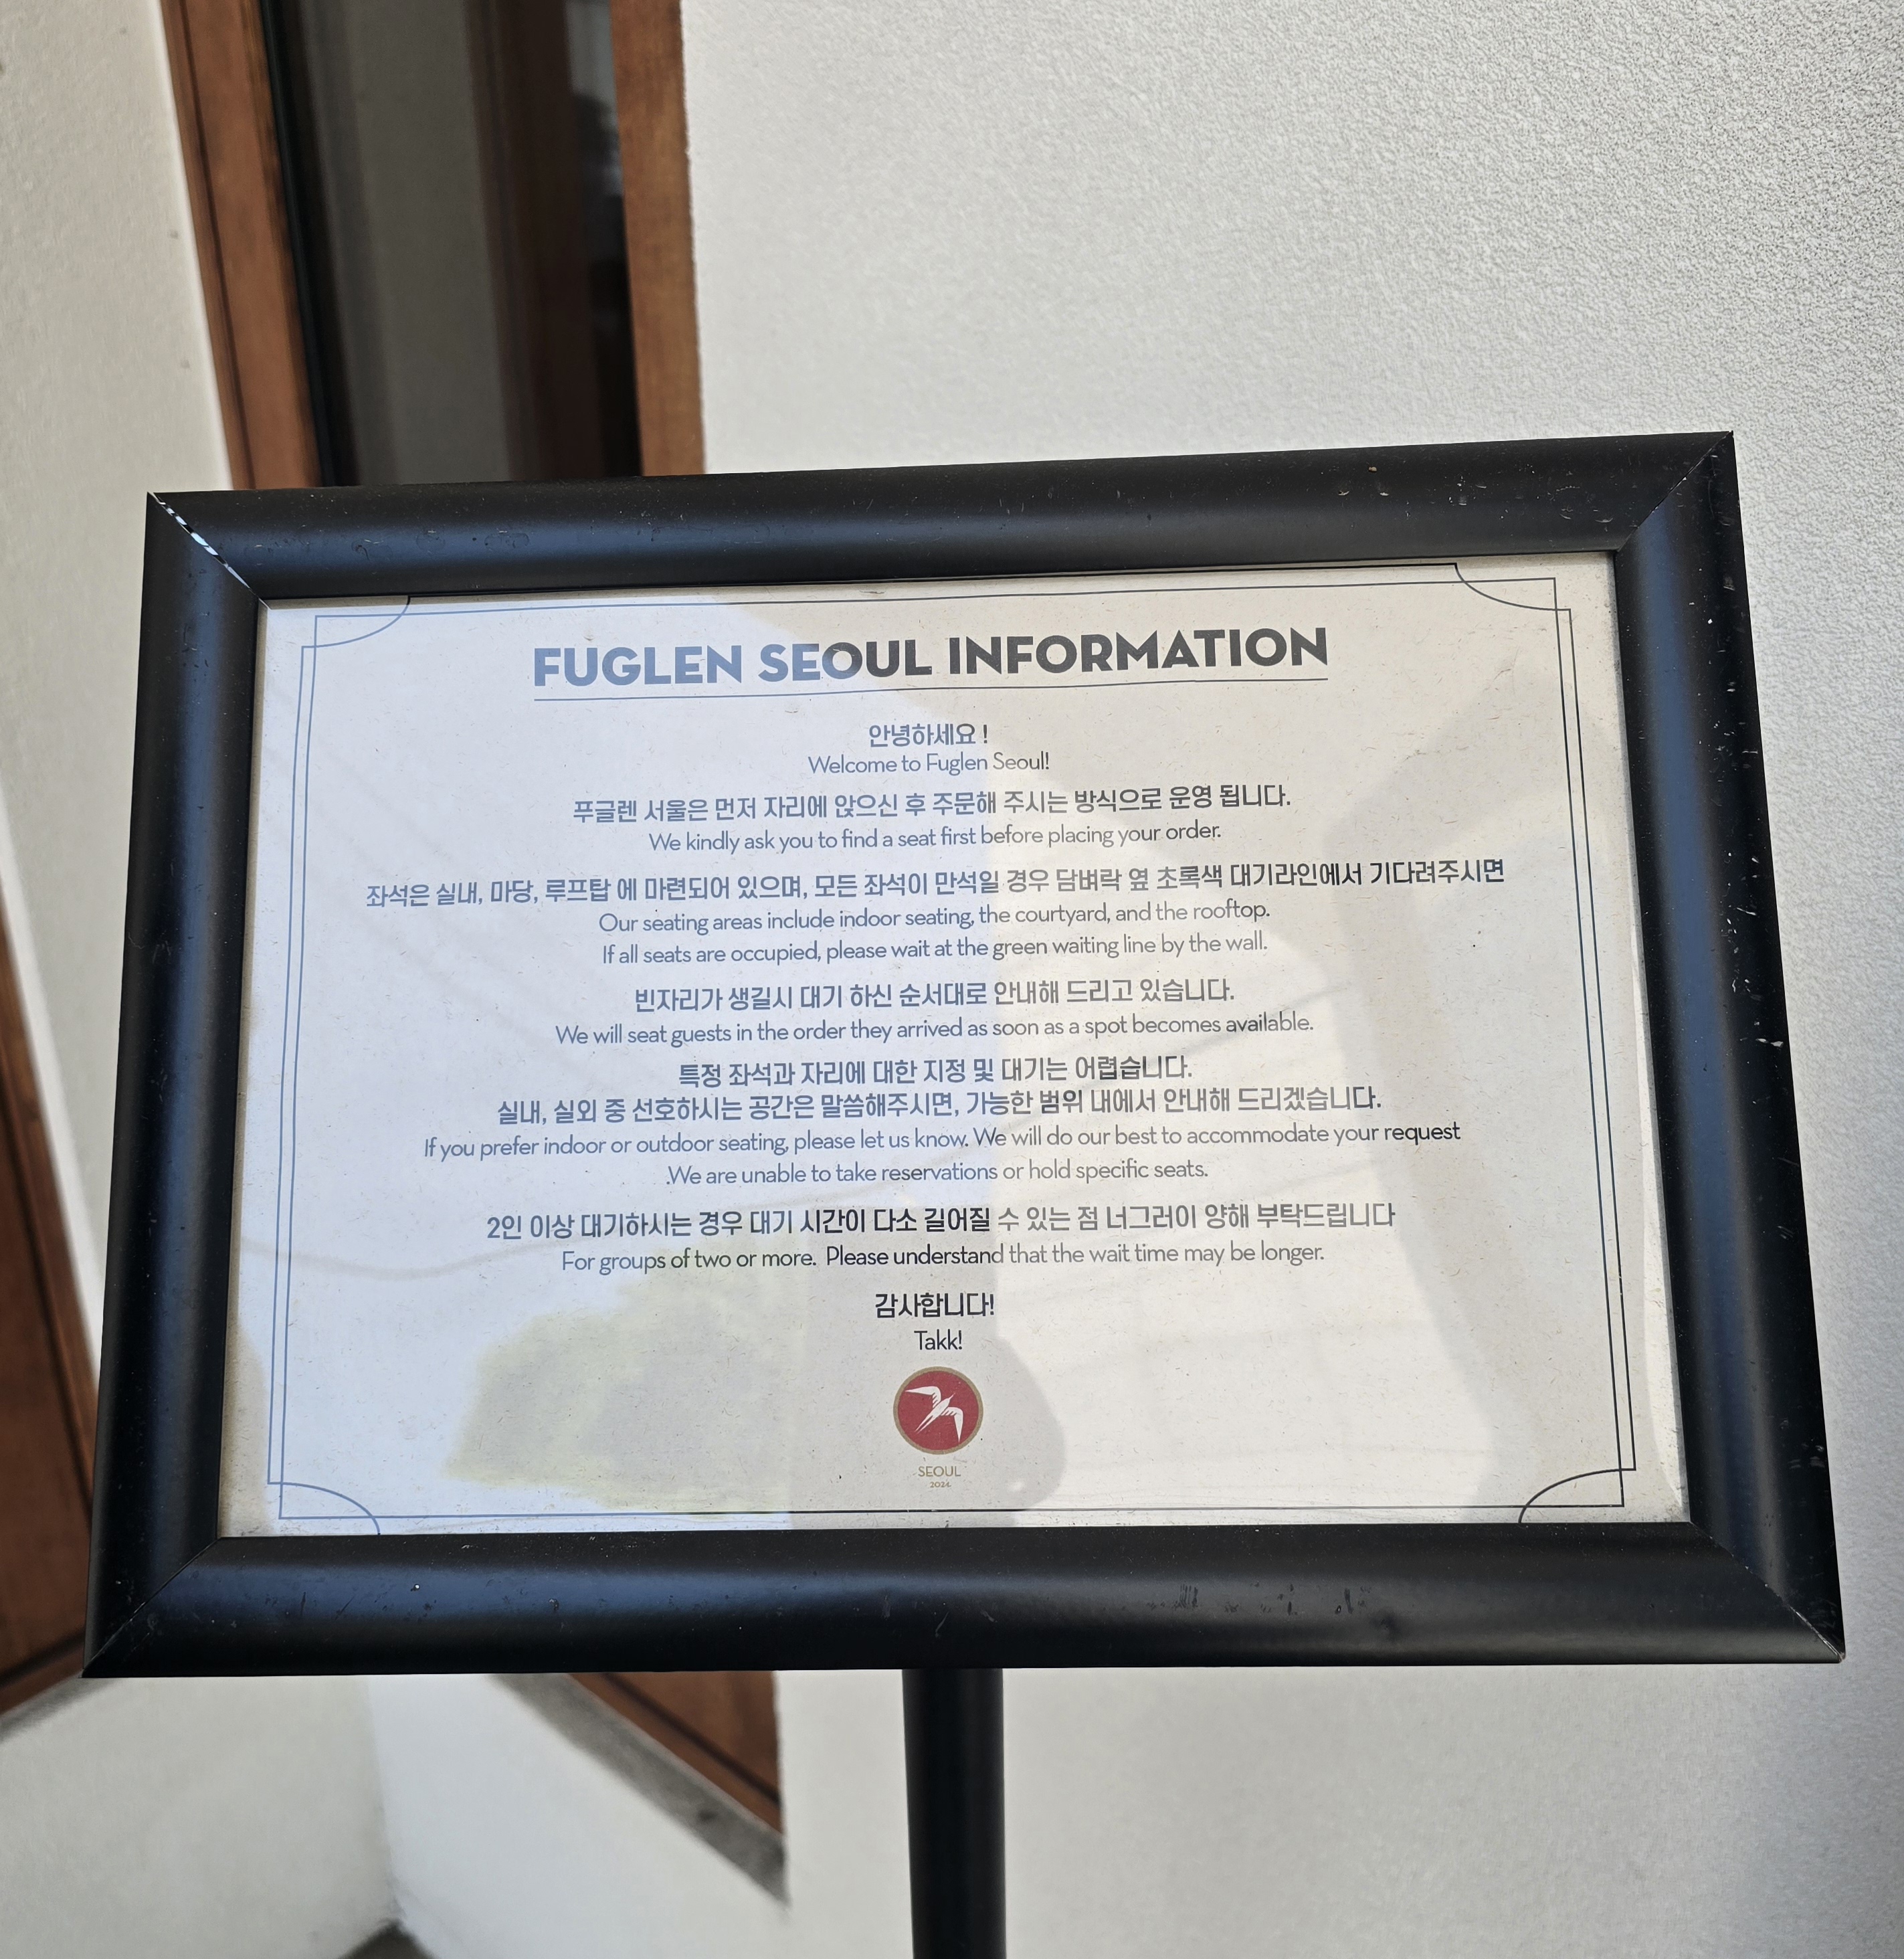 FUGLEN SEOUL INFORMATION
안녕하세요 !
Welcome to Fuglen Seoul!
푸글렌 서울은 먼저 자리에 앉으신 후 주문해 주시는 방식으로 운영 됩니다.
We kindly ask you to find a seat first before placing your order.
좌석은 실내, 마당, 루프탑 에 마련되어 있으며, 모든 좌석이 만석일 경우 담벼락 옆 초록색 대기라인에서 기다려주시면
Our seating areas include indoor seating, the courtyard, and the rooftop.
If all seats are occupied, please wait at the green waiting line by the wall.
빈자리가 생길시 대기 하신 순서대로 안내해 드리고 있습니다.
We will seat guests in the order they arrived as soon as a spot becomes available.
특정 좌석과 자리에 대한 지정 및 대기는 어렵습니다.
실내, 실외 중 선호하시는 공간은 말씀해주시면, 가능한 범위 내에서 안내해 드리겠습니다.
If you prefer indoor or outdoor seating, please let us know. We will do our best to accommodate your request
.We are unable to take reservations or hold specific seats.
2인 이상 대기하시는 경우 대기 시간이 다소 길어질 수 있는 점 너그러이 양해 부탁드립니다
For groups of two or more. Please understand that the wait time may be longer.
감사합니다!
Takk!
SEOUL
2024